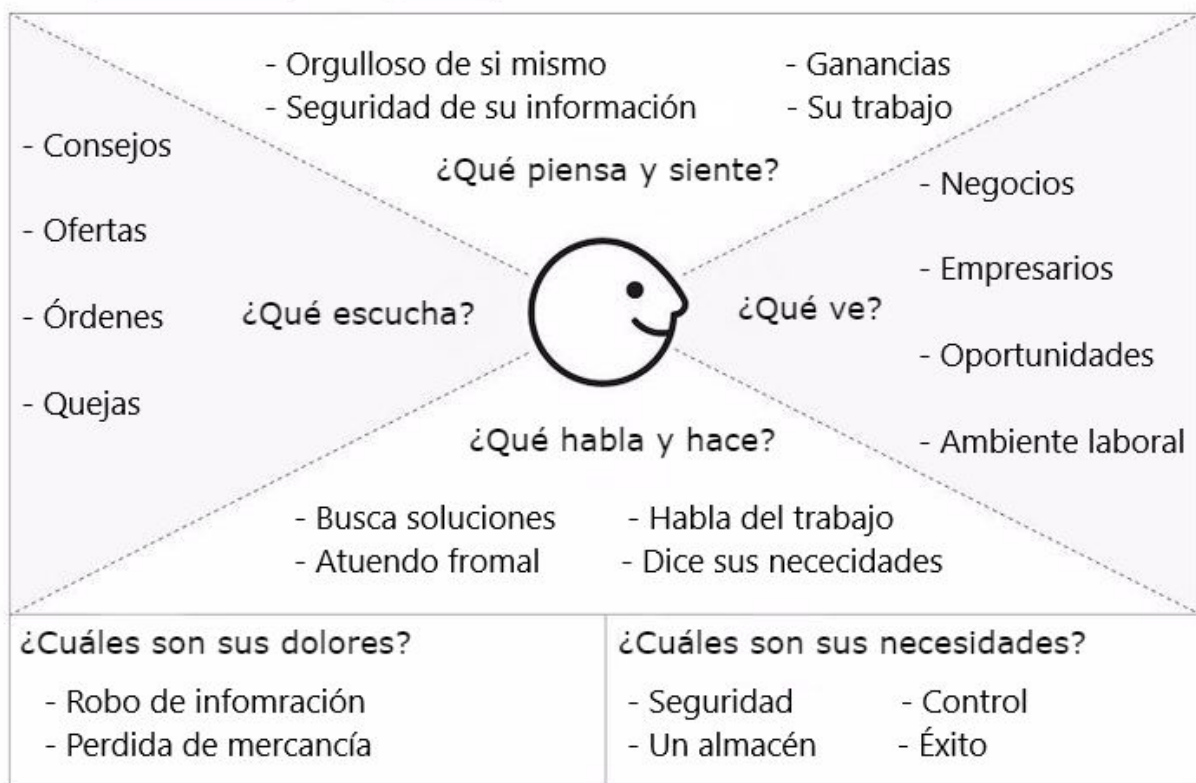 - Orgulloso de si mismo
- Seguridad de su información
- Ganancias
- Su trabajo
¿Qué piensa y siente?
- Consejos
- Ofertas
- Órdenes
- Quejas
¿Qué escucha?
¿Qué ve?
- Negocios
- Empresarios
- Oportunidades
- Ambiente laboral
¿Qué habla y hace?
- Busca soluciones
- Atuendo fromal
- Habla del trabajo
- Dice sus nececidades
¿Cuáles son sus dolores?
- Robo de infomración
- Perdida de mercancía
¿Cuáles son sus necesidades?
- Seguridad
- Un almacén
- Control
- Éxito